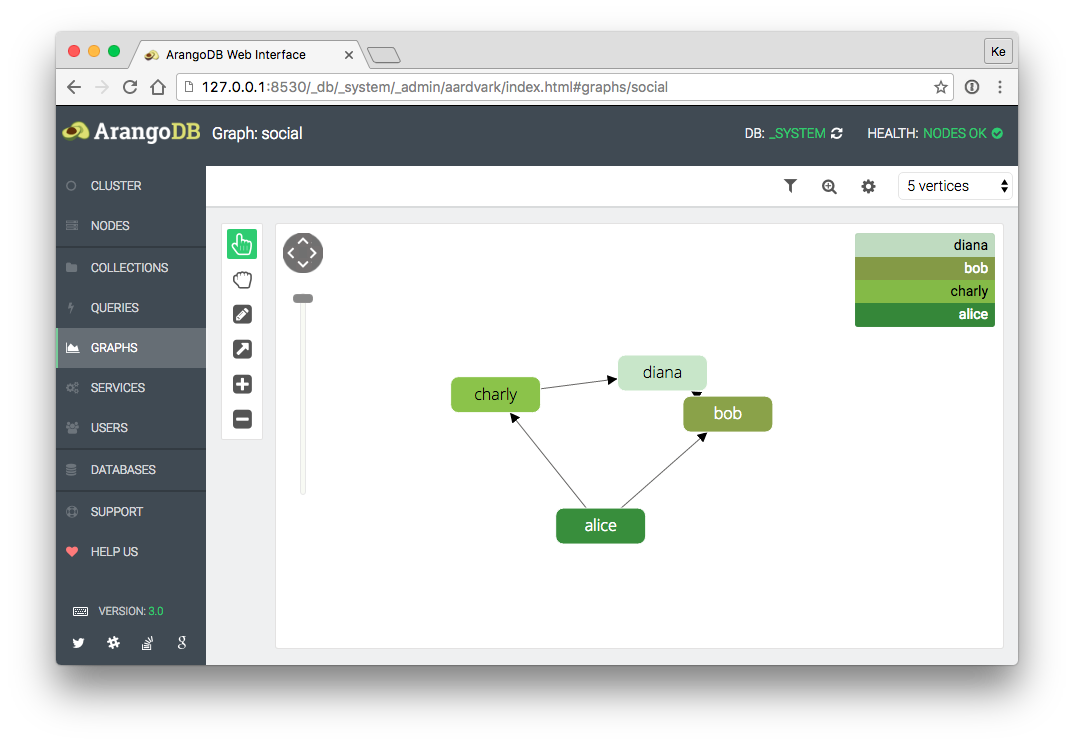 ArangoDB Web Interface
Ke
127.0.0.1:8530/_db/_system/_admin/aardvark/index.html#graphs/social
ArangoDB Graph: social DB: _SYSTEM HEALTH: NODES OK
CLUSTER
NODES
COLLECTIONS
QUERIES
GRAPHS
SERVICES
USERS
DATABASES
SUPPORT
HELP US
VERSION: 3.0
5 vertices
diana
bob
charly
alice
diana
charly
bob
alice